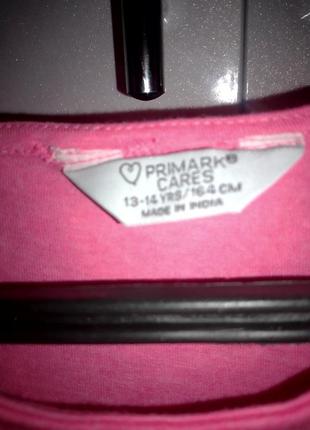 PRIMARK®
CARES
13-14 YRS/164 CM
MADE IN INDIA